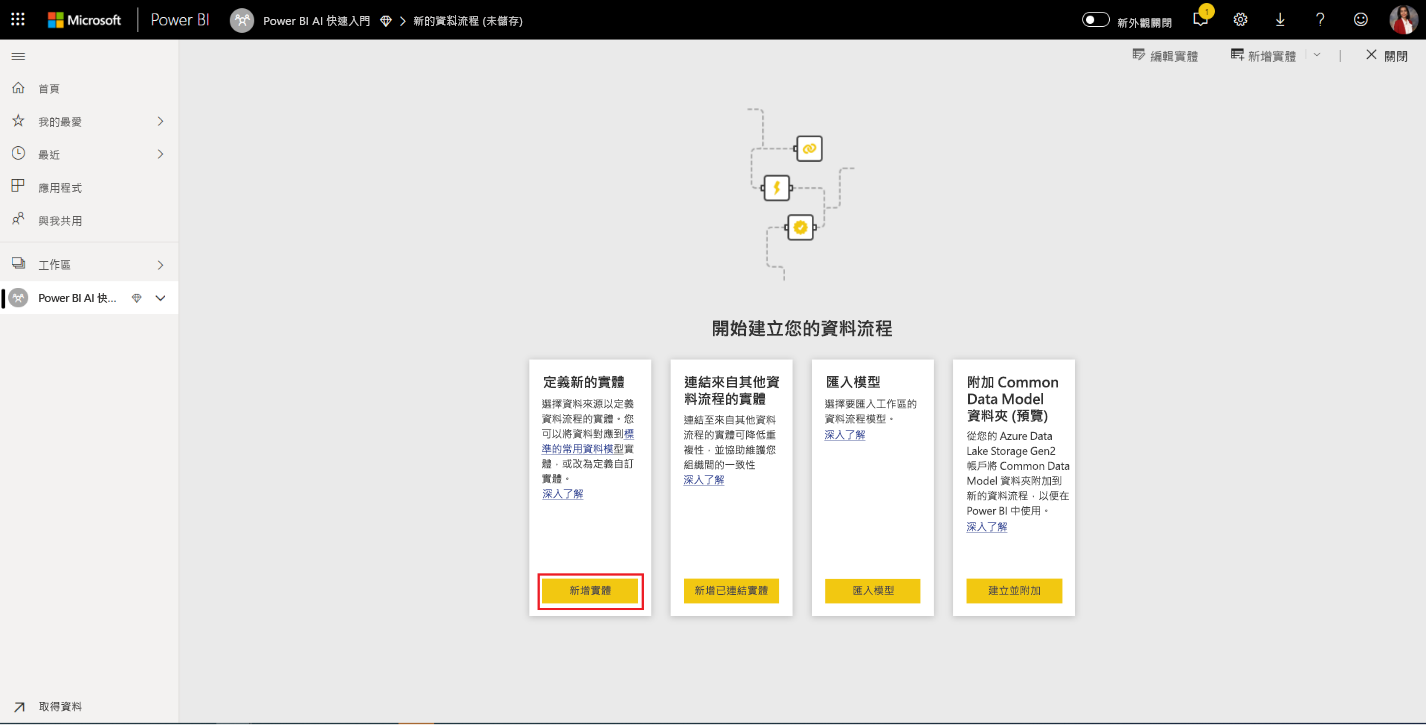 Microsoft
Power BI
Power BI AI 快速入門
新的資料流程 (未儲存)
新外觀關閉
1
編輯實體
新增實體
關閉
首頁
我的最愛
最近
應用程式
與我共用
工作區
Power BI AI 快...
取得資料
開始建立您的資料流程
定義新的實體
選擇資料來源以定義
資料流程的實體。您
可以將資料對應到標
準的常用資料模型實
體，或改為定義自訂
實體。
深入了解
新增實體
連結來自其他資
料流程的實體
連結至來自其他資料
流程的實體可降低重
複性，並協助維護您
組織間的一致性
深入了解
新增已連結實體
匯入模型
選擇要匯入工作區的
資料流程模型。
深入了解
匯入模型
附加 Common
Data Model
資料夾 (預覽)
從您的 Azure Data
Lake Storage Gen2
帳戶將 Common Data
Model 資料夾附加到
新的資料流程，以便在
Power BI 中使用。
深入了解
建立並附加